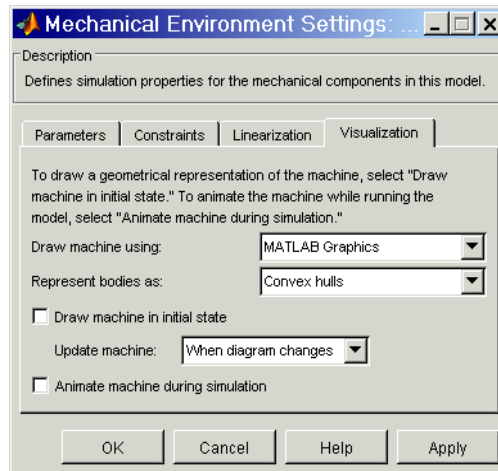 Mechanical Environment Settings: ...
Description
Defines simulation properties for the mechanical components in this model.
Parameters
Constraints
Linearization
Visualization
To draw a geometrical representation of the machine, select "Draw
machine in initial state." To animate the machine while running the
model, select "Animate machine during simulation."
Draw machine using: MATLAB Graphics
Represent bodies as: Convex hulls
Draw machine in initial state
Update machine: When diagram changes
Animate machine during simulation
OK Cancel Help Apply